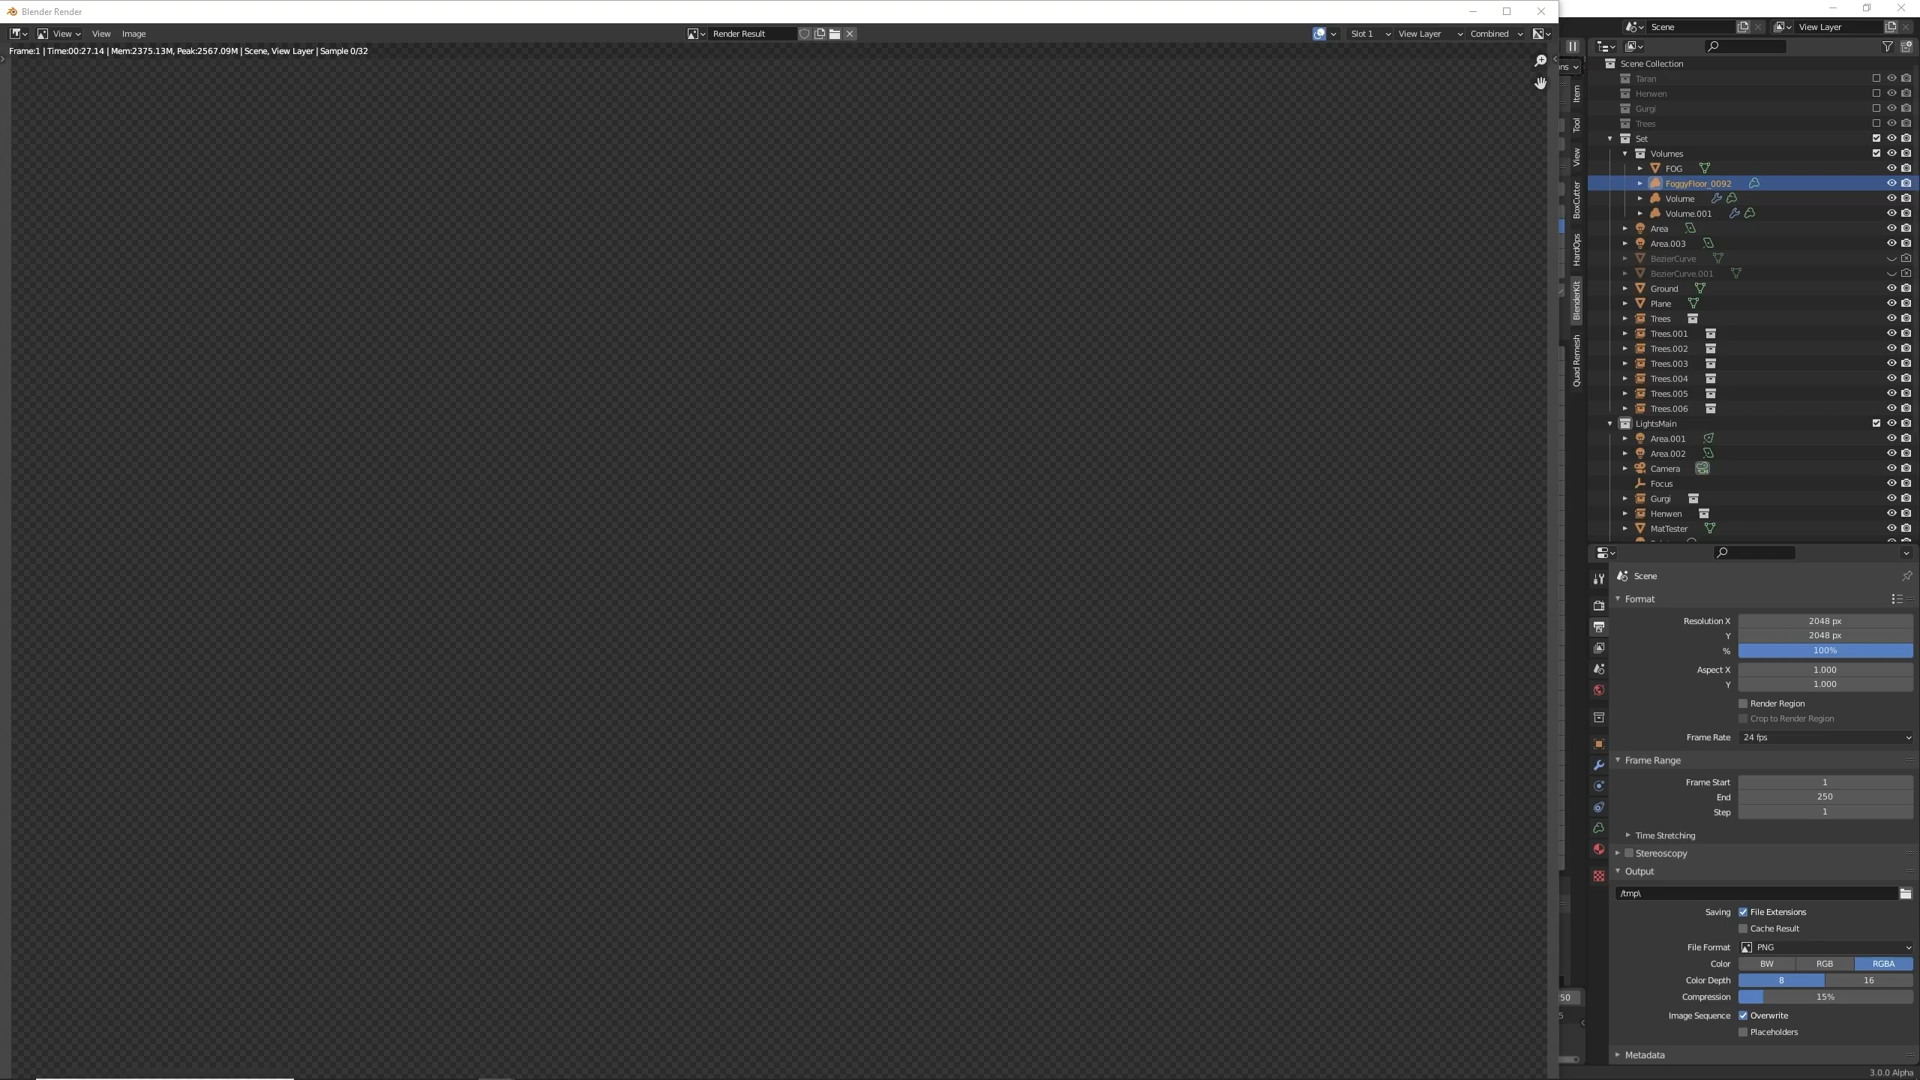 Blender Render
View View Image Render Result Slot 1 View Layer Combined
Frame:1 | Time:00:27.14 | Mem:2375.13M, Peak:2567.09M | Scene, View Layer | Sample 0/32
Scene View Layer
ns
Item
Tool
View
BoxCutter
HardOps
BlenderKit
Quad Remesh
50
5
Scene Collection
Taran
Henwen
Gurgi
Trees
Set
Volumes
FOG
FoggyFloor_0092
Volume
Volume.001
Area
Area.003
BezierCurve
BezierCurve.001
Ground
Plane
Trees
Trees.001
Trees.002
Trees.003
Trees.004
Trees.005
Trees.006
LightsMain
Area.001
Area.002
Camera
Focus
Gurgi
Henwen
MatTester
Scene
Format
Resolution X 2048 px
Y 2048 px
% 100%
Aspect X 1.000
Y 1.000
Render Region
Crop to Render Region
Frame Rate 24 fps
Frame Range
Frame Start 1
End 250
Step 1
Time Stretching
Stereoscopy
Output
/tmp\
Saving File Extensions
Cache Result
File Format PNG
Color BW RGB RGBA
Color Depth 8 16
Compression 15%
Image Sequence Overwrite
Placeholders
Metadata
3.0.0 Alpha